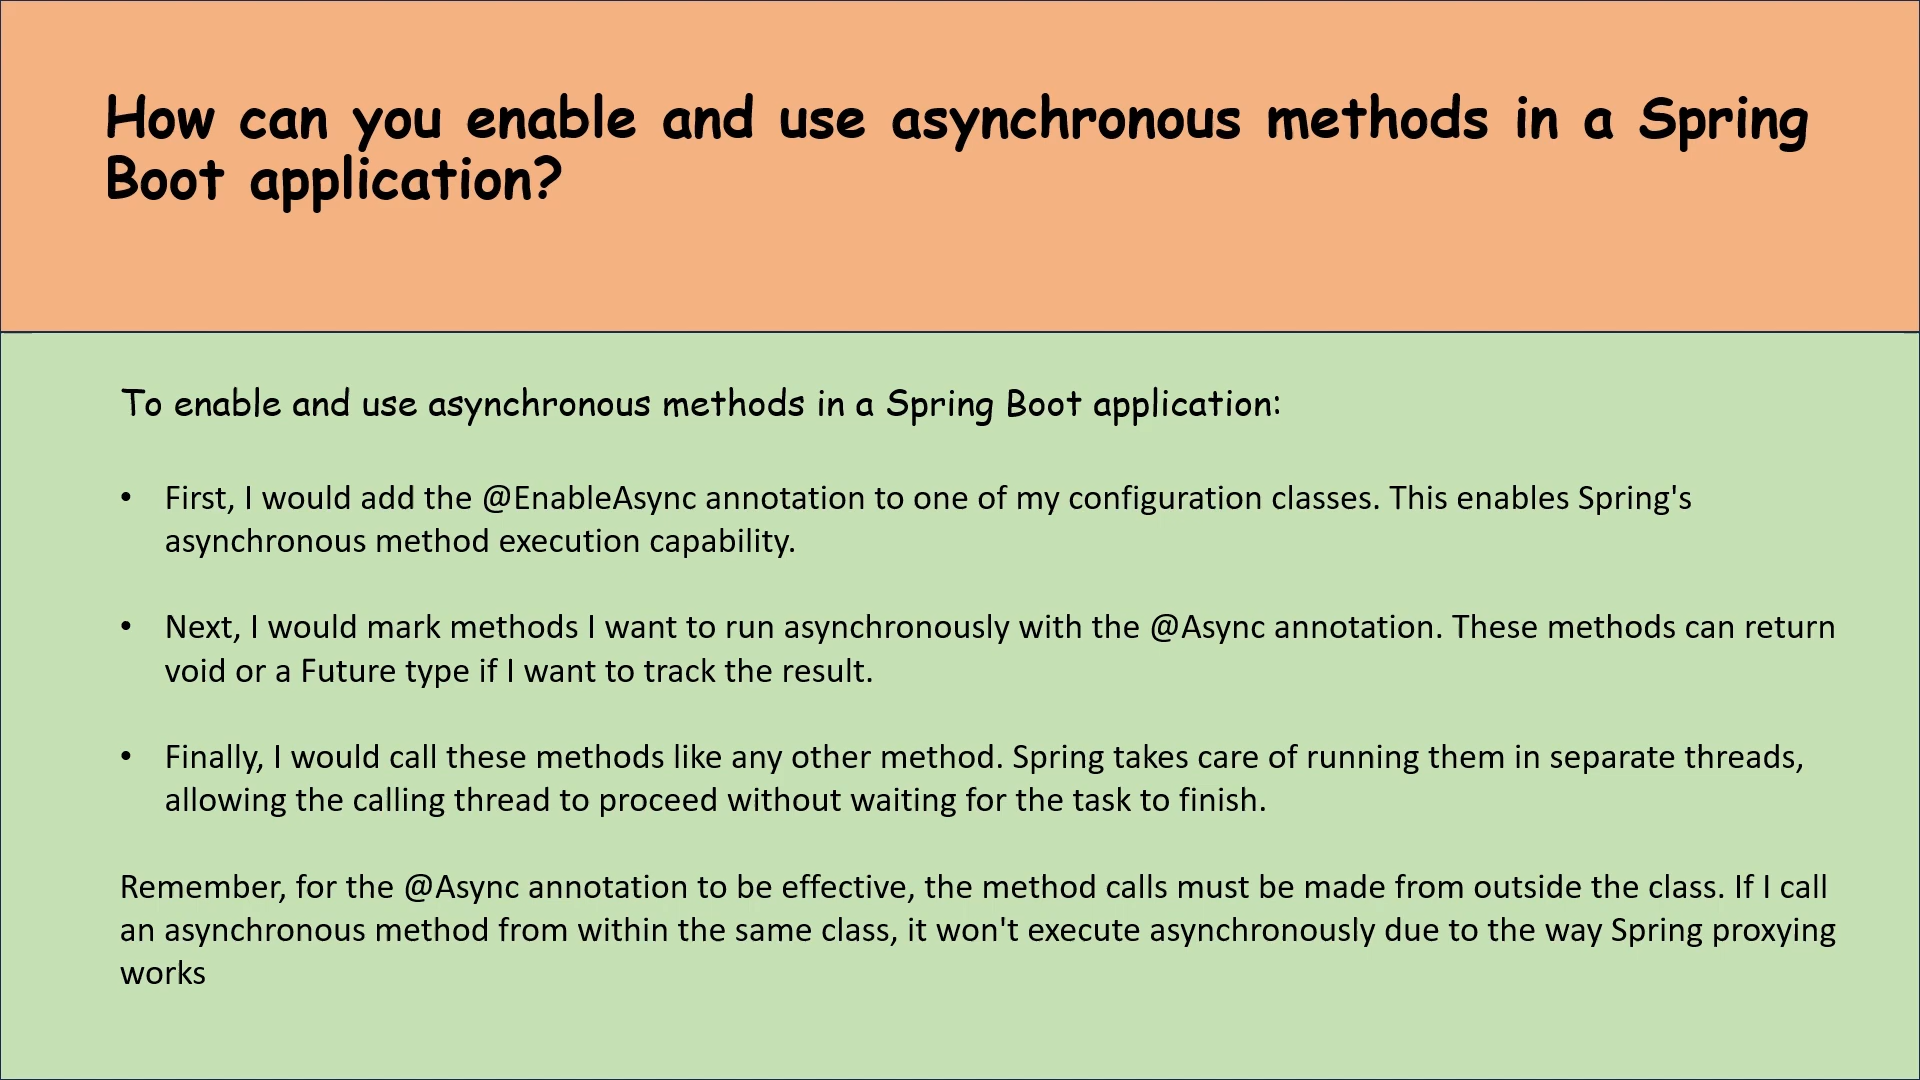 How can you enable and use asynchronous methods in a Spring
Boot application?
To enable and use asynchronous methods in a Spring Boot application:
• First, I would add the @EnableAsync annotation to one of my configuration classes. This enables Spring's
asynchronous method execution capability.
• Next, I would mark methods I want to run asynchronously with the @Async annotation. These methods can return
void or a Future type if I want to track the result.
• Finally, I would call these methods like any other method. Spring takes care of running them in separate threads,
allowing the calling thread to proceed without waiting for the task to finish.
Remember, for the @Async annotation to be effective, the method calls must be made from outside the class. If I call
an asynchronous method from within the same class, it won't execute asynchronously due to the way Spring proxying
works